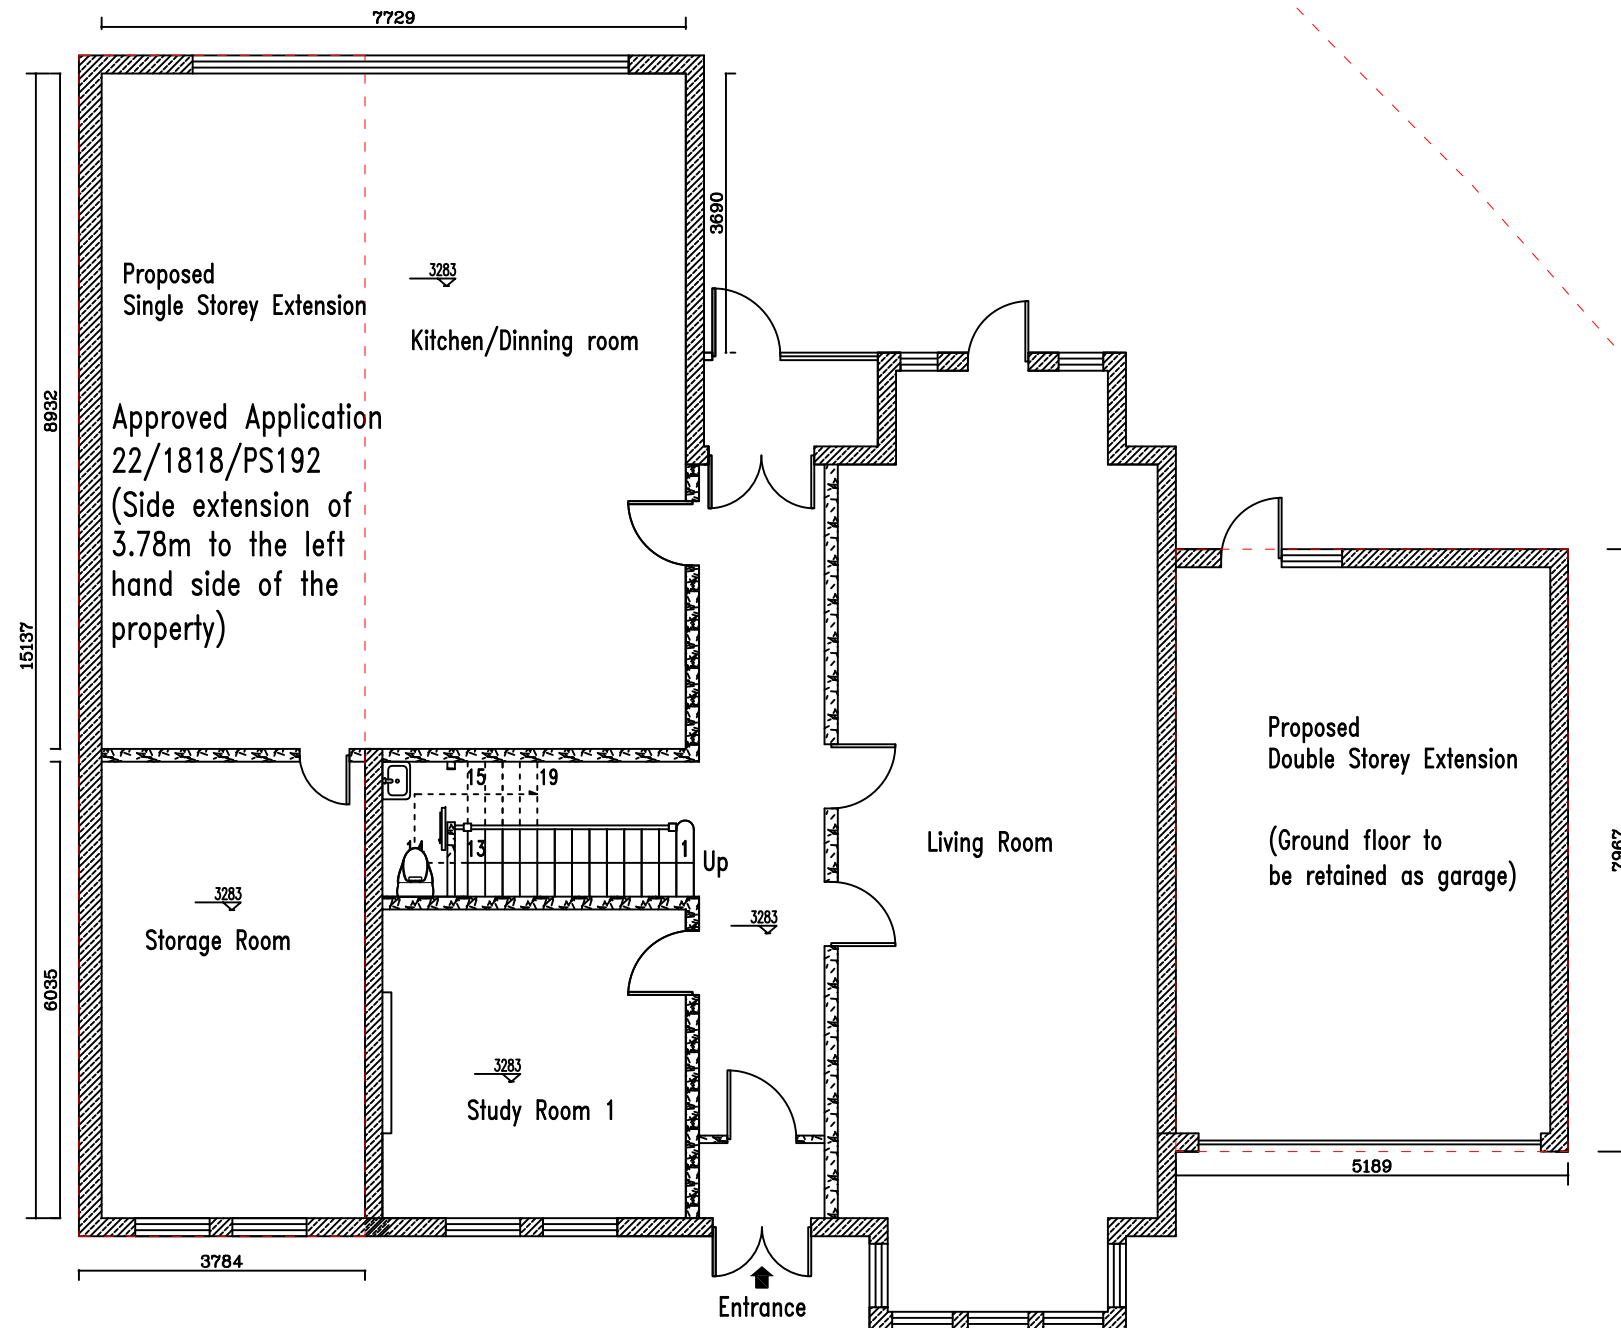 7729
3690
Proposed
Single Storey Extension
3283
Kitchen/Dinning room
8932
Approved Application
22/1818/PS192
(Side extension of
3.78m to the left
hand side of the
property)
15137
Proposed
Double Storey Extension
(Ground floor to
be retained as garage)
7967
15 19
13 1 Up
Living Room
3283
Storage Room
3283
6035
3283
Study Room 1
5189
3784
Entrance